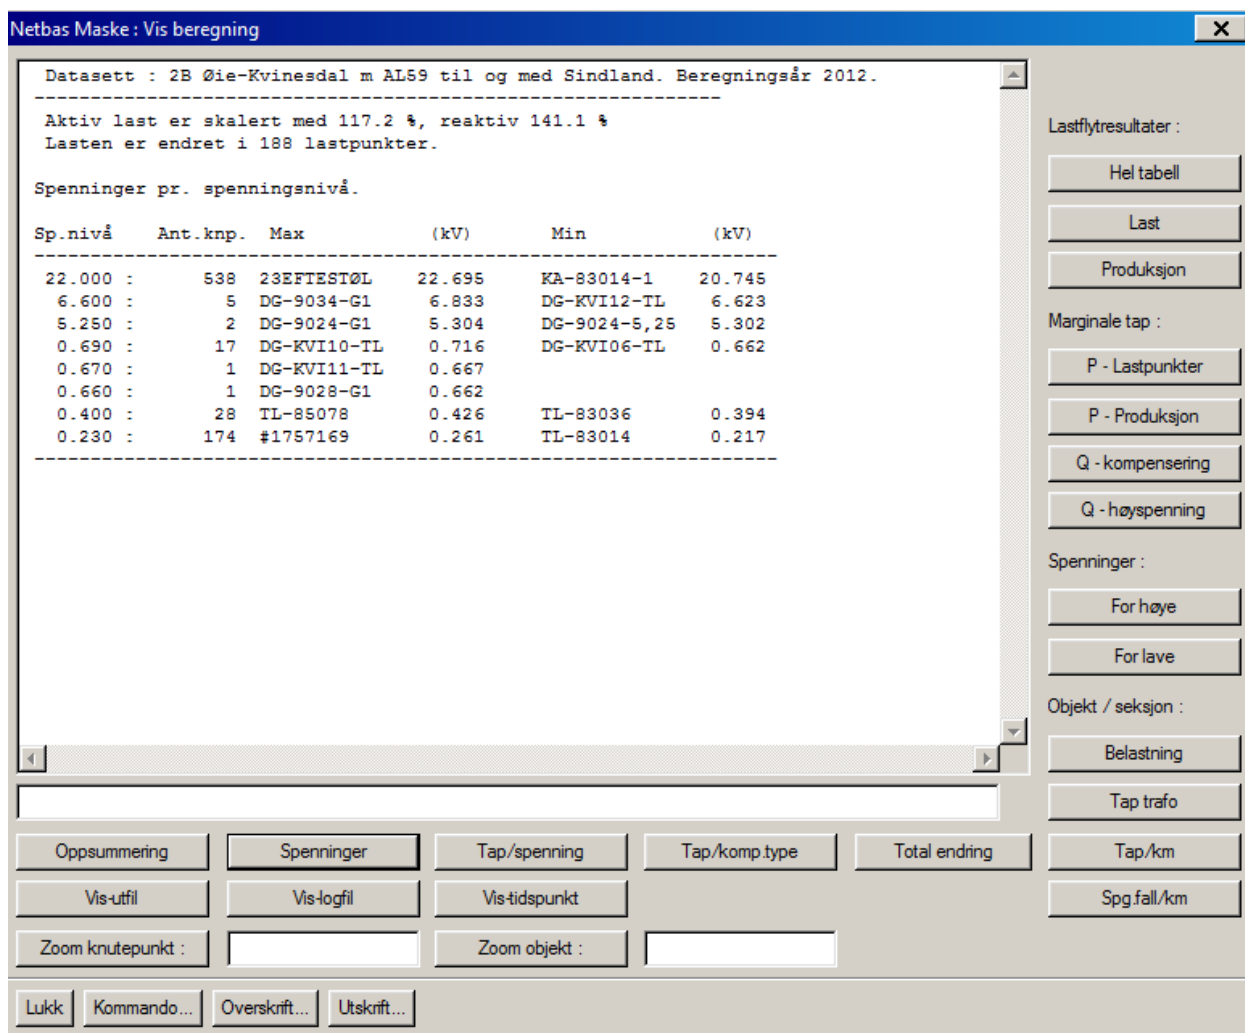 Netbas Maske : Vis beregning
Datasett : 2B Øie-Kvinesdal m AL59 til og med Sindland. Beregningsår 2012.
--------------------------------------------------------------
Aktiv last er skalert med 117.2 %, reaktiv 141.1 %
Lasten er endret i 188 lastpunkter.
Spenninger pr. spenningsnivå.
Sp.nivå Ant.knp. Max (kV) Min (kV)
-------------------------------------------------------------------
22.000 : 538 23EFTESTØL 22.695 KA-83014-1 20.745
6.600 : 5 DG-9034-G1 6.833 DG-KVI12-TL 6.623
5.250 : 2 DG-9024-G1 5.304 DG-9024-5,25 5.302
0.690 : 17 DG-KVI10-TL 0.716 DG-KVI06-TL 0.662
0.670 : 1 DG-KVI11-TL 0.667
0.660 : 1 DG-9028-G1 0.662
0.400 : 28 TL-85078 0.426 TL-83036 0.394
0.230 : 174 #1757169 0.261 TL-83014 0.217
-------------------------------------------------------------------
Lastflytresultater :
Hel tabell
Last
Produksjon
Marginale tap :
P - Lastpunkter
P - Produksjon
Q - kompensering
Q - høyspenning
Spenninger :
For høye
For lave
Objekt / seksjon :
Belastning
Tap trafo
Oppsummering Spenninger Tap/spenning Tap/komp.type Total endring Tap/km
Vis-utfil Vis-logfil Vis-tidspunkt Spg.fall/km
Zoom knutepunkt : Zoom objekt :
Lukk Kommando... Overskrift... Utskrift...